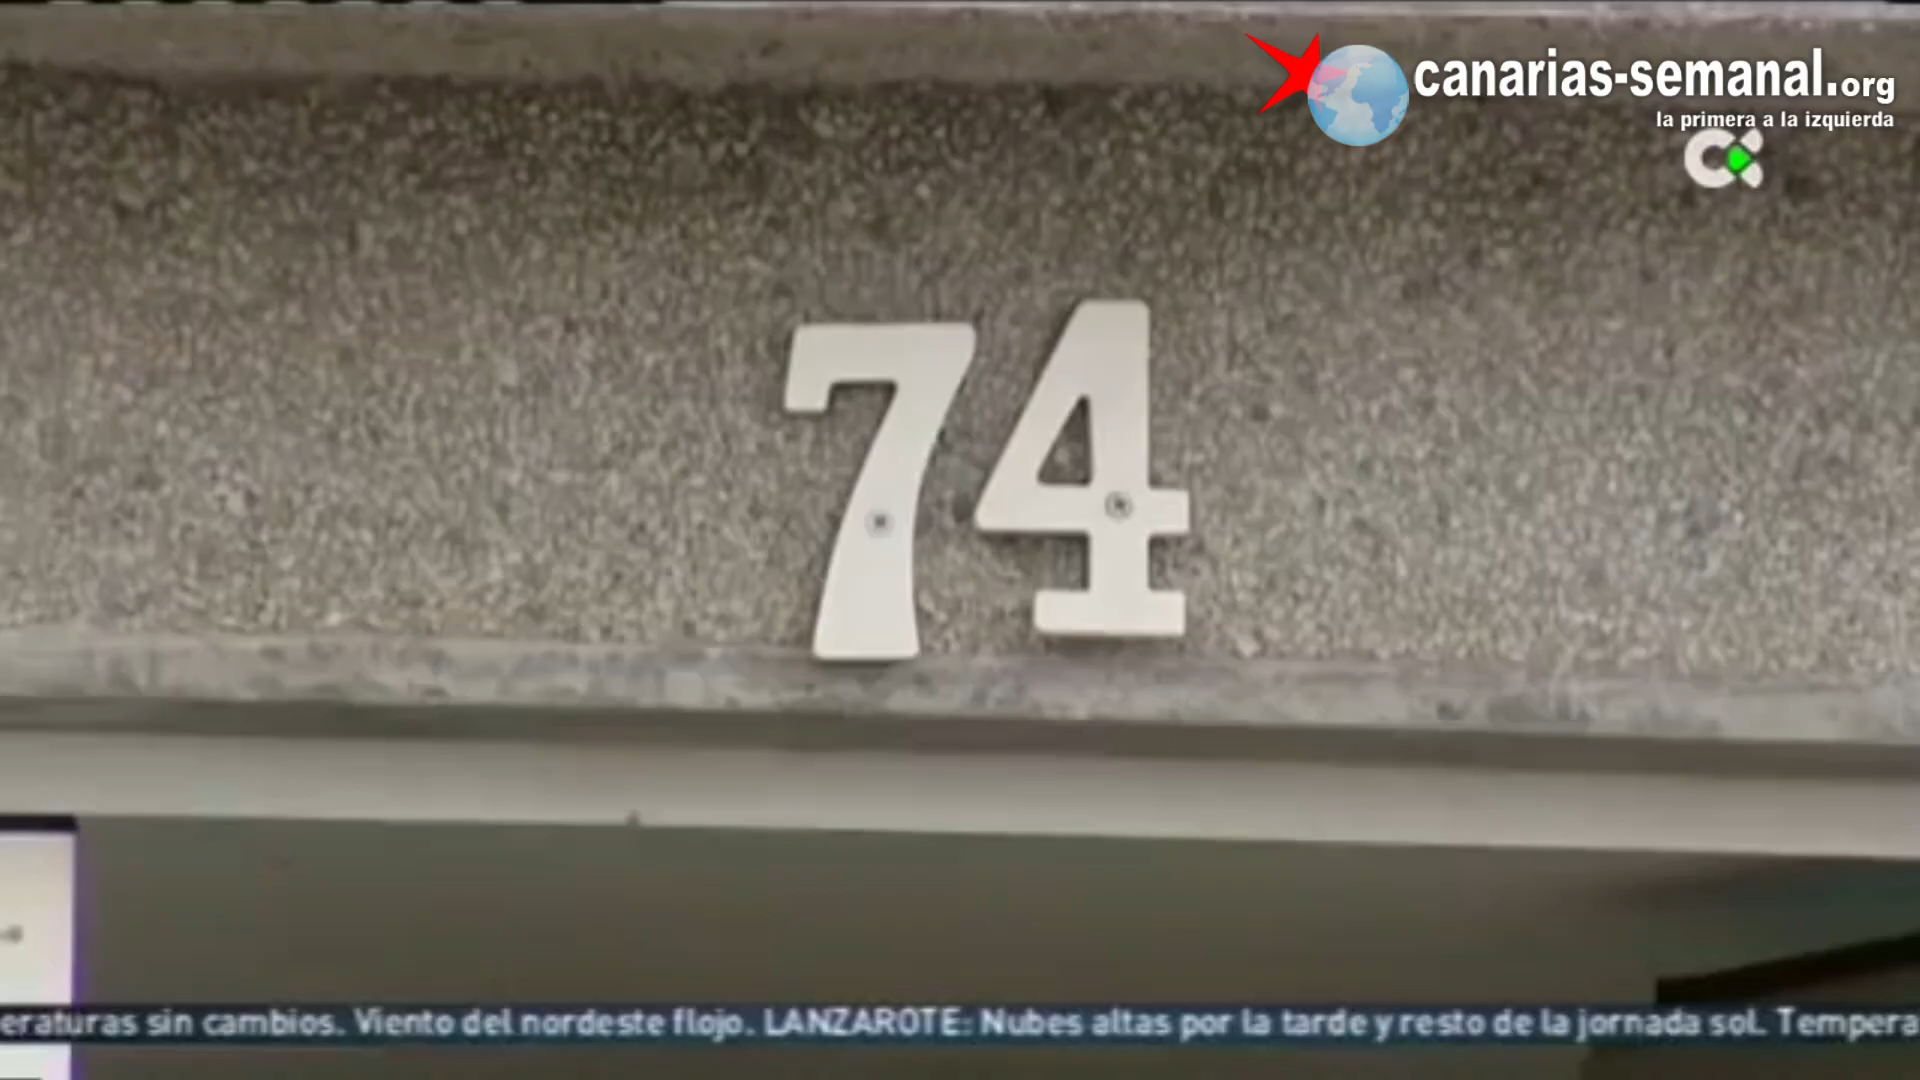 canarias-semanal.org
la primera a la izquierda
74
eraturas sin cambios. Viento del nordeste flojo. LANZAROTE: Nubes altas por la tarde y resto de la jornada sol. Tempera